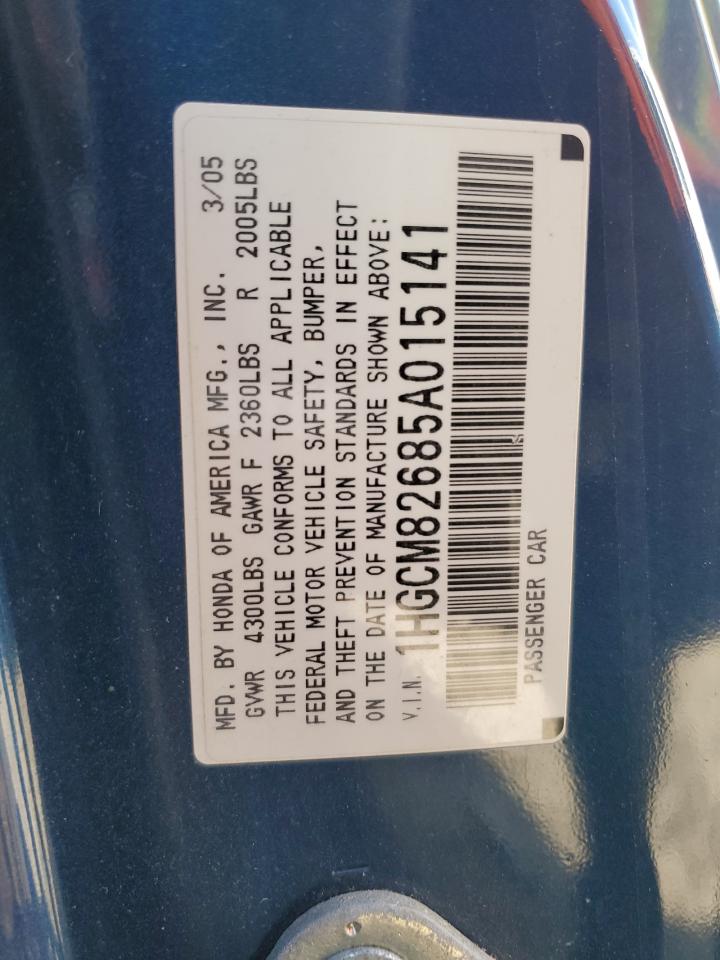 MFD. BY HONDA OF AMERICA MFG., INC. 3/05
GVWR 4300LBS GAWR F 2360LBS R 2005LBS
THIS VEHICLE CONFORMS TO ALL APPLICABLE
FEDERAL MOTOR VEHICLE SAFETY, BUMPER,
AND THEFT PREVENTION STANDARDS IN EFFECT
ON THE DATE OF MANUFACTURE SHOWN ABOVE:
V.I.N. 1HGCM82685A015141
PASSENGER CAR